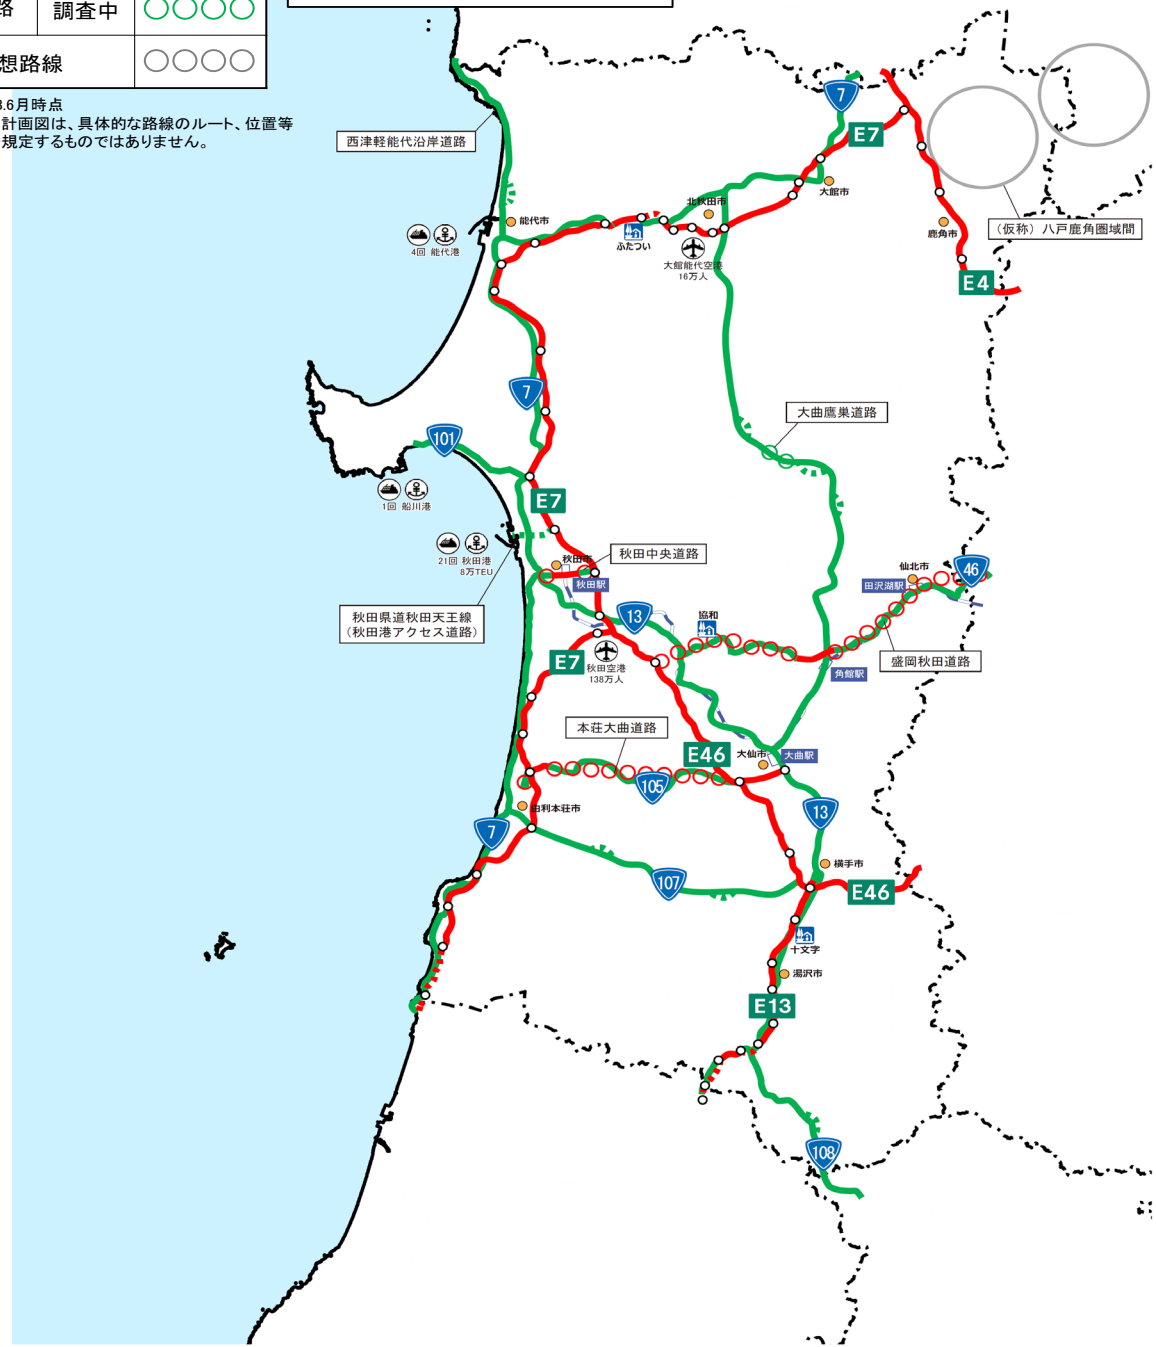 路
調査中
想路線
3.6月時点
計画図は、具体的な路線のルート、位置等
規定するものではありません。
7
E7
西津軽能代沿岸道路
大館市
北秋田市
能代市
鹿角市
(仮称)八戸鹿角圏域間
4回 能代港
ふたつい
大館能代空港
16万人
E4
7
大曲鷹巣道路
101
1回 船川港
E7
21回 秋田港
8万TEU
秋田市
秋田中央道路
秋田駅
仙北市
46
田沢湖駅
秋田県道秋田天王線
(秋田港アクセス道路)
13
協和
盛岡秋田道路
E7
秋田空港
138万人
角館駅
本荘大曲道路
E46
大仙市
大曲駅
105
由利本荘市
13
7
横手市
107
E46
十文字
湯沢市
E13
108